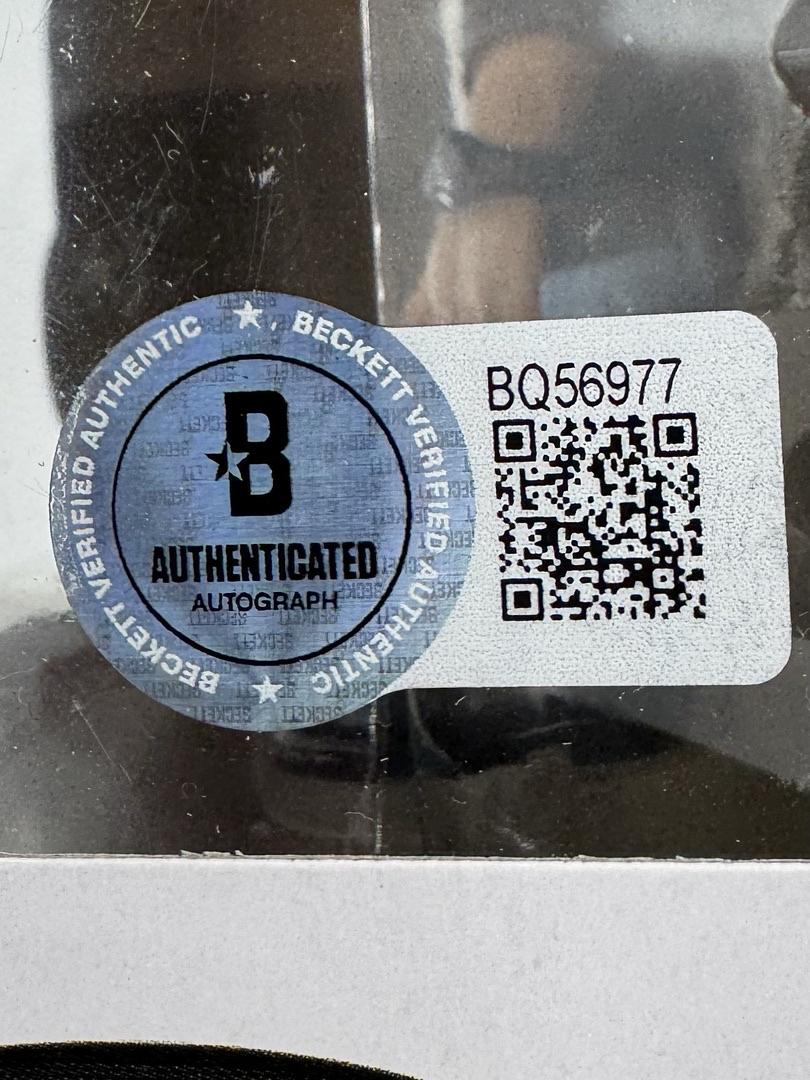 BECKETT VERIFIED AUTHENTIC
BECKETT VERIFIED AUTHENTIC
B
AUTHENTICATED
AUTOGRAPH
BQ56977